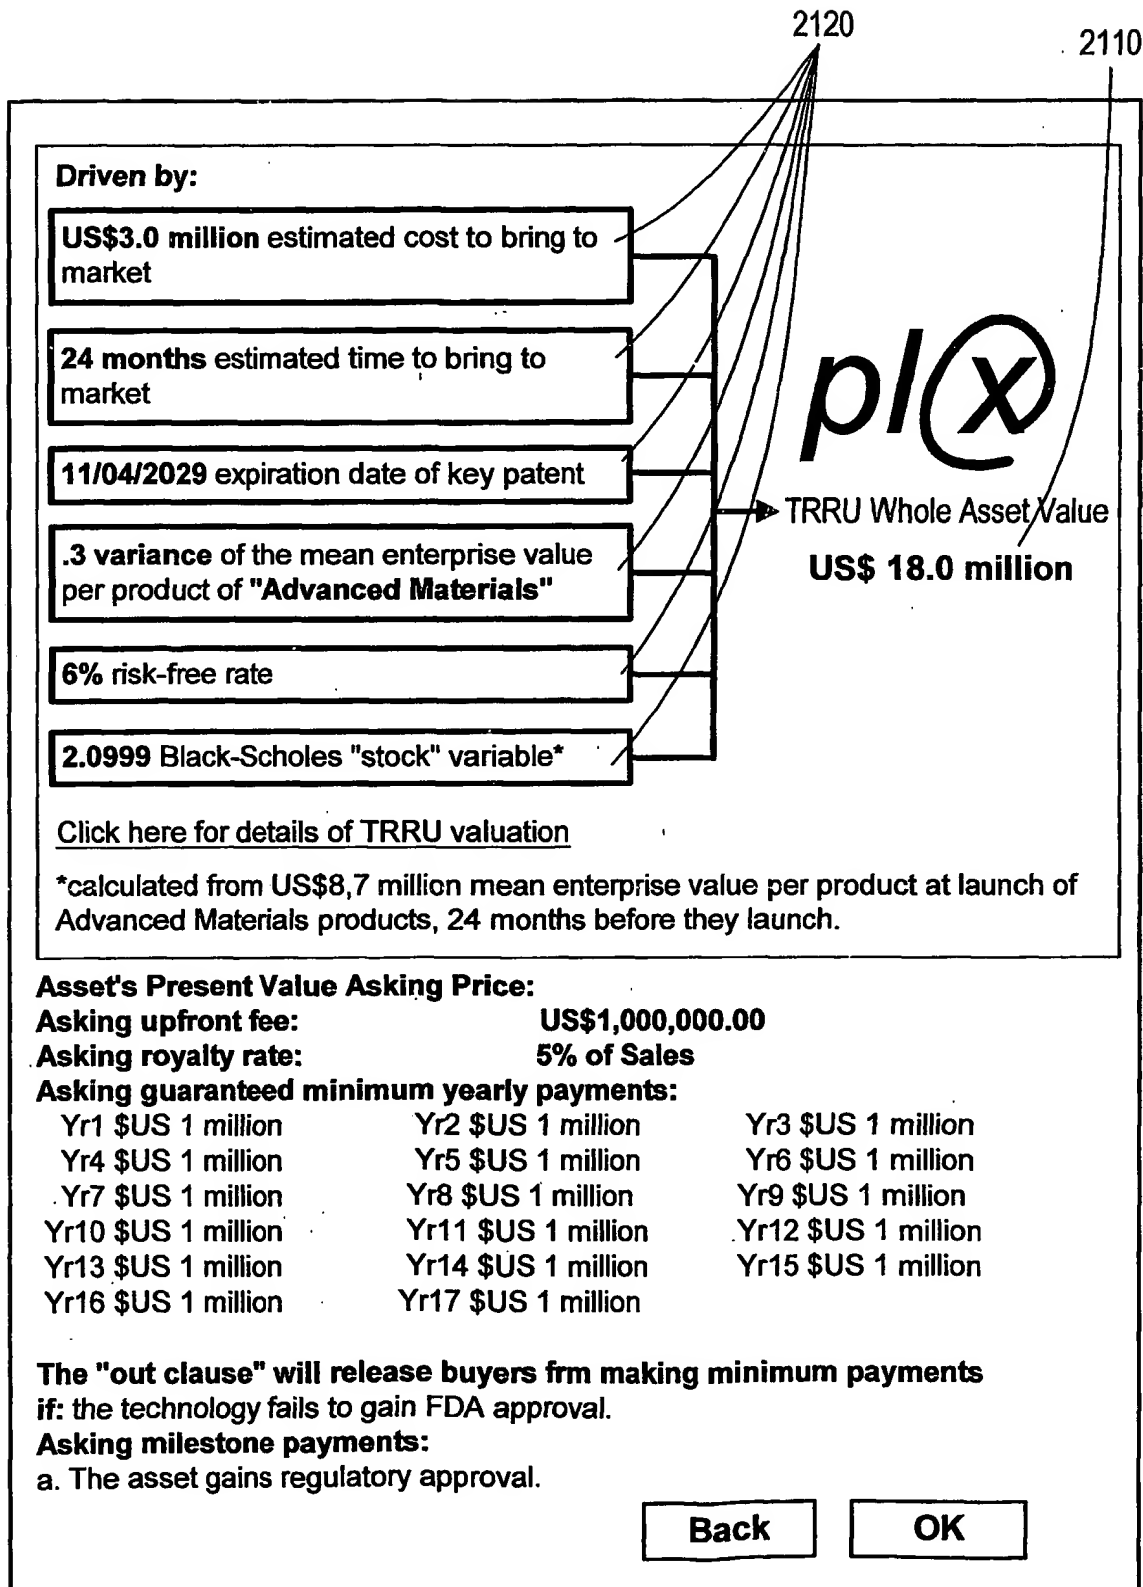 2120
2110
Driven by:
US$3.0 million estimated cost to bring to
market
24 months estimated time to bring to
market
11/04/2029 expiration date of key patent
.3 variance of the mean enterprise value
per product of "Advanced Materials"
6% risk-free rate
2.0999 Black-Scholes "stock" variable*
plx
TRRU Whole Asset Value
US$ 18.0 million
Click here for details of TRRU valuation
*calculated from US$8,7 million mean enterprise value per product at launch of
Advanced Materials products, 24 months before they launch.
Asset's Present Value Asking Price:
Asking upfront fee: US$1,000,000.00
Asking royalty rate: 5% of Sales
Asking guaranteed minimum yearly payments:
Yr1 $US 1 million Yr2 $US 1 million Yr3 $US 1 million
Yr4 $US 1 million Yr5 $US 1 million Yr6 $US 1 million
Yr7 $US 1 million Yr8 $US 1 million Yr9 $US 1 million
Yr10 $US 1 million Yr11 $US 1 million Yr12 $US 1 million
Yr13 $US 1 million Yr14 $US 1 million Yr15 $US 1 million
Yr16 $US 1 million Yr17 $US 1 million
The "out clause" will release buyers frm making minimum payments
if: the technology fails to gain FDA approval.
Asking milestone payments:
a. The asset gains regulatory approval.
Back OK